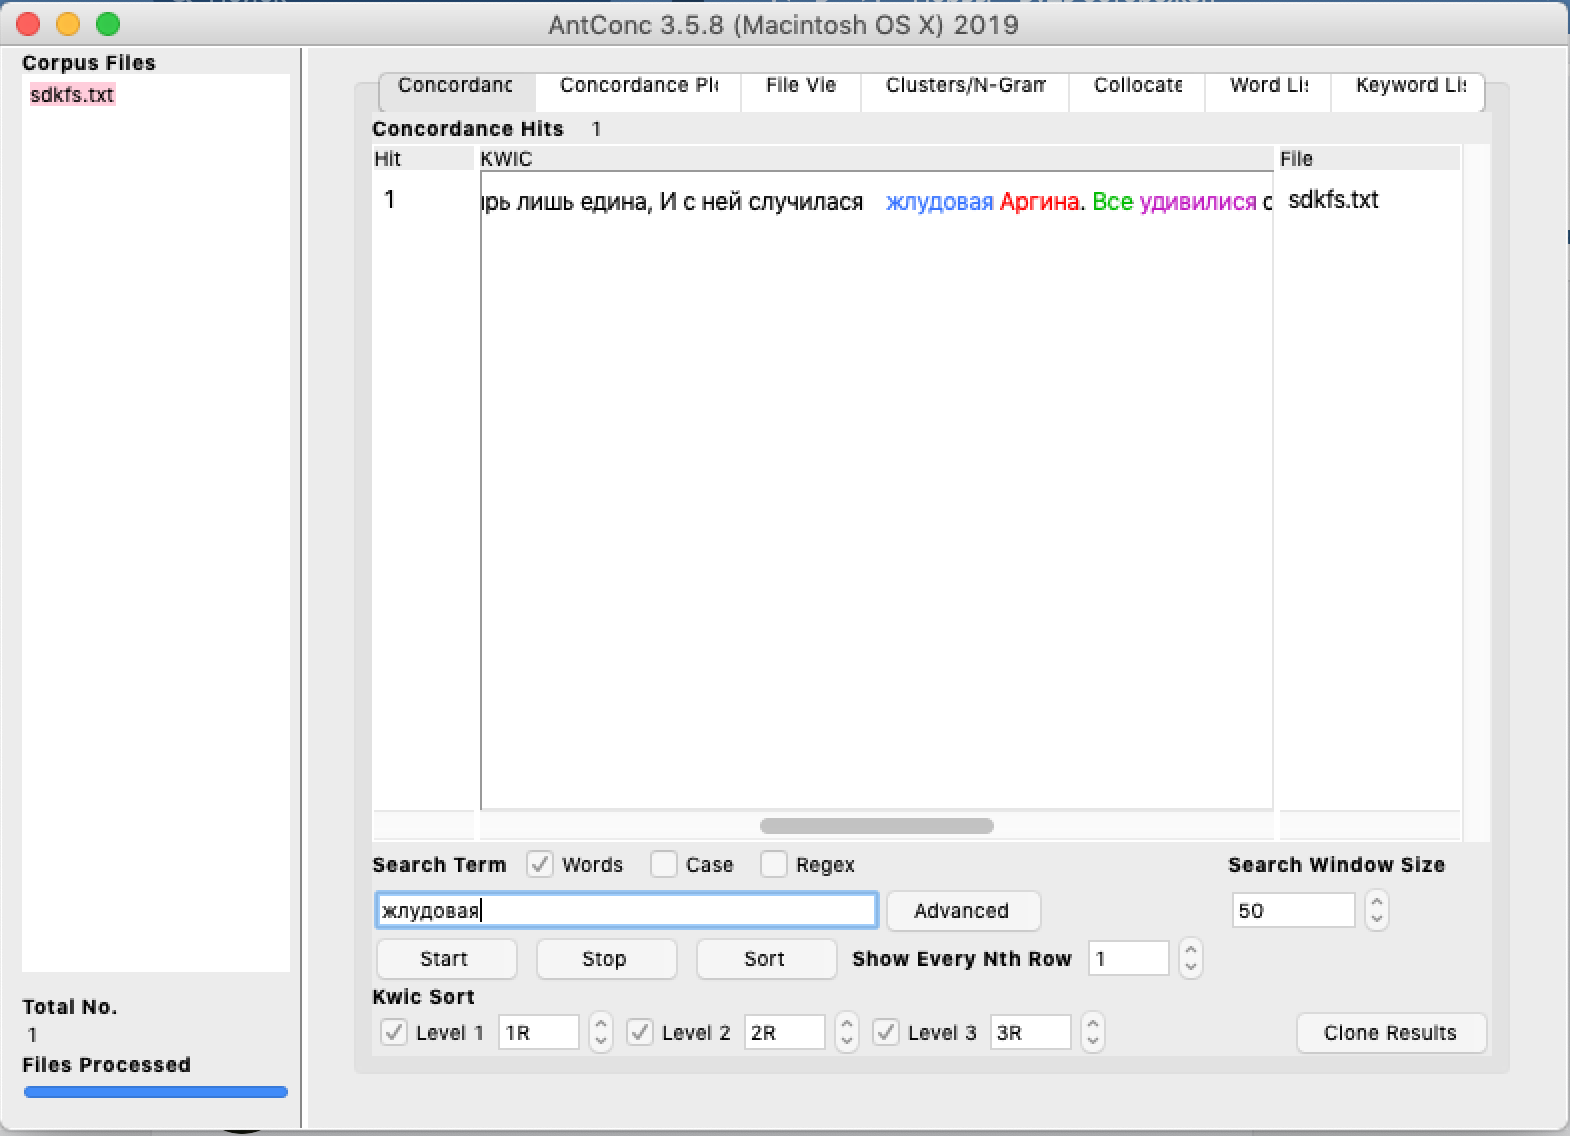 AntConc 3.5.8 (Macintosh OS X) 2019
Corpus Files
sdkfs.txt
Concordanc Concordance Plo File Vie Clusters/N-Gram Collocate Word Lis Keyword Lis
Concordance Hits 1
Hit KWIC File
1 ирь лишь едина, И с ней случилася жлудовая Аргина. Все удивилися с sdkfs.txt
Search Term Words Case Regex Search Window Size
жлудовая Advanced 50
Start Stop Sort Show Every Nth Row 1
Kwic Sort
Level 1 1R Level 2 2R Level 3 3R Clone Results
Total No.
1
Files Processed